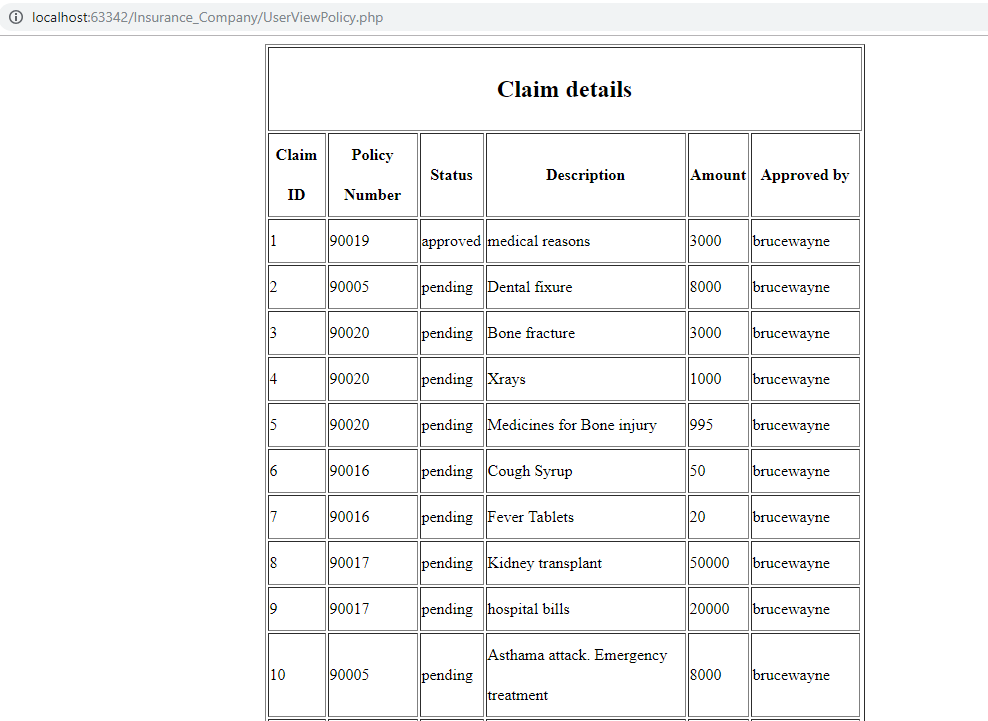 localhost:63342/Insurance_Company/UserViewPolicy.php
Claim details
Claim ID Policy Number Status Description Amount Approved by
1 90019 approved medical reasons 3000 brucewayne
2 90005 pending Dental fixure 8000 brucewayne
3 90020 pending Bone fracture 3000 brucewayne
4 90020 pending Xrays 1000 brucewayne
5 90020 pending Medicines for Bone injury 995 brucewayne
6 90016 pending Cough Syrup 50 brucewayne
7 90016 pending Fever Tablets 20 brucewayne
8 90017 pending Kidney transplant 50000 brucewayne
9 90017 pending hospital bills 20000 brucewayne
10 90005 pending Asthama attack. Emergency treatment 8000 brucewayne